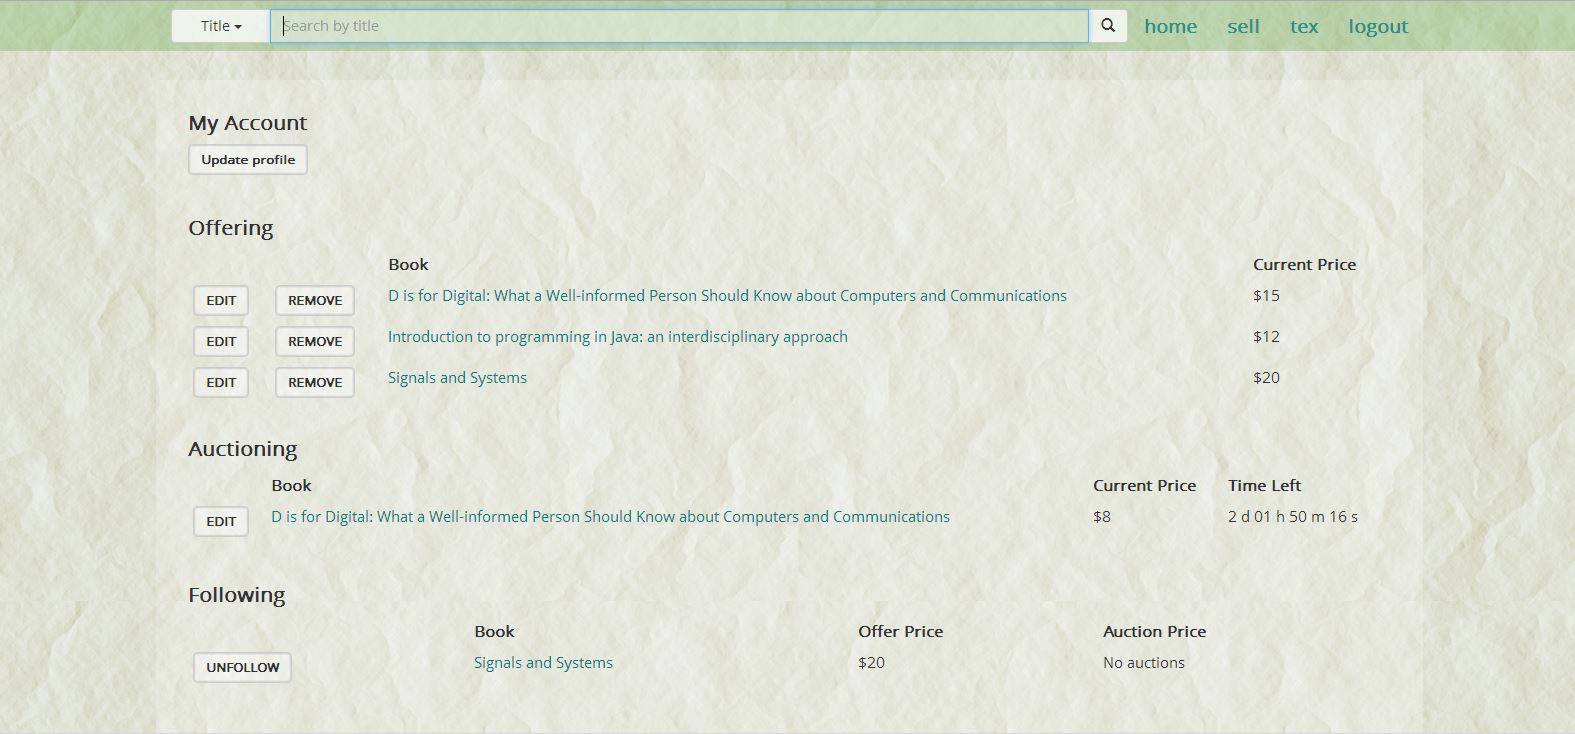 Title Search by title home sell tex logout
My Account
Update profile
Offering
Book Current Price
EDIT REMOVE D is for Digital: What a Well-informed Person Should Know about Computers and Communications $15
EDIT REMOVE Introduction to programming in Java: an interdisciplinary approach $12
EDIT REMOVE Signals and Systems $20
Auctioning
Book Current Price Time Left
EDIT D is for Digital: What a Well-informed Person Should Know about Computers and Communications $8 2 d 01 h 50 m 16 s
Following
Book Offer Price Auction Price
UNFOLLOW Signals and Systems $20 No auctions